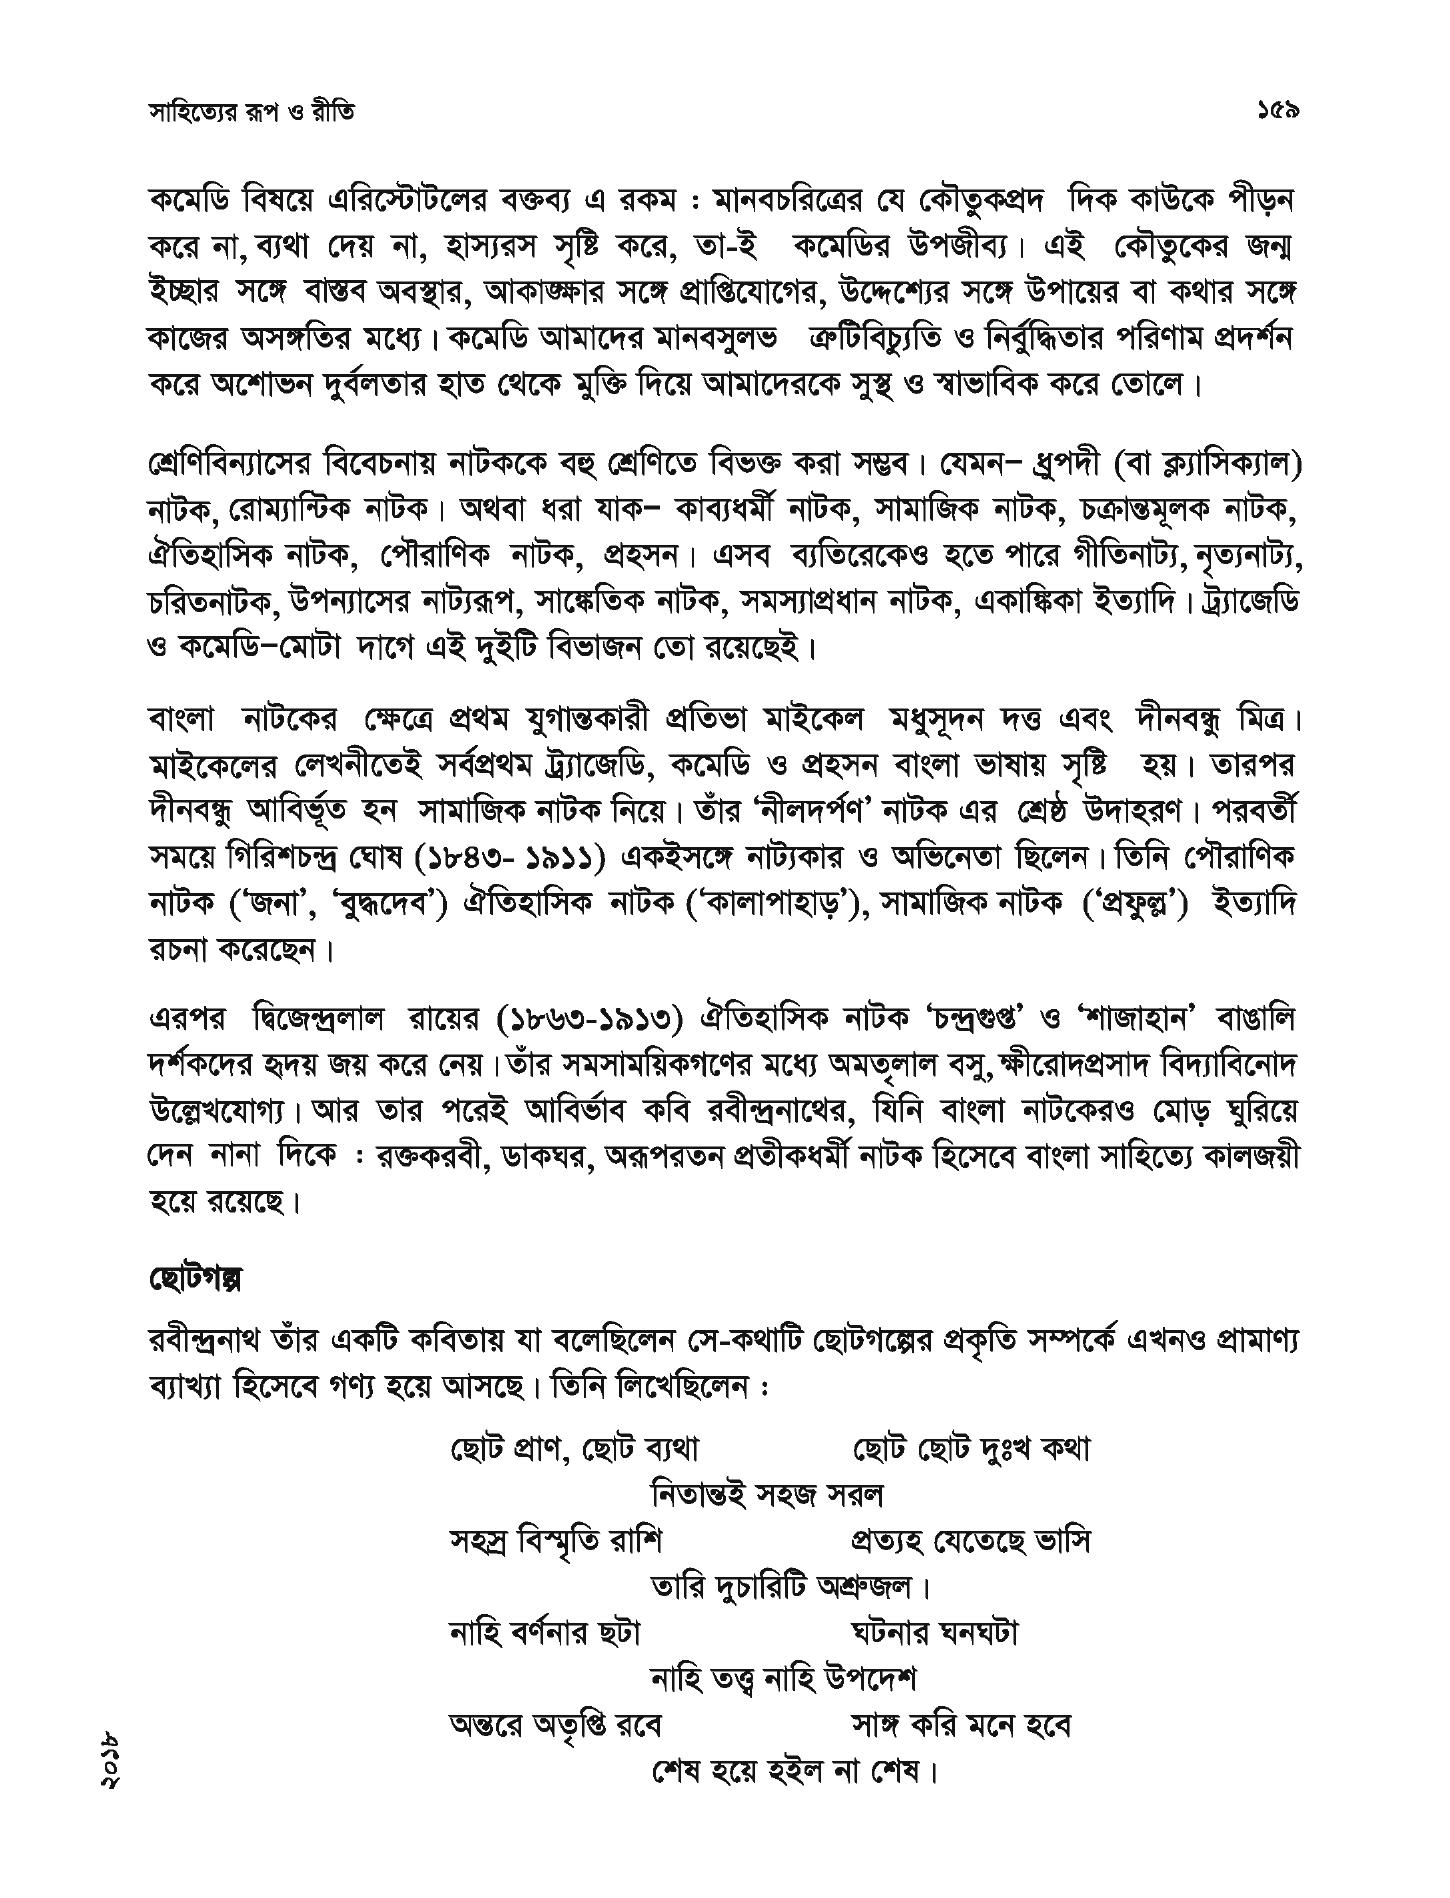 সাহিত্যের রূপ ও রীতি ১৫৯
কমেডি বিষয়ে এরিস্টোটলের বক্তব্য এ রকম : মানবচরিত্রের যে কৌতুকপ্রদ দিক কাউকে পীড়ন
করে না, ব্যথা দেয় না, হাস্যরস সৃষ্টি করে, তা-ই কমেডির উপজীব্য। এই কৌতুকের জন্ম
ইচ্ছার সঙ্গে বাস্তব অবস্থার, আকাঙ্ক্ষার সঙ্গে প্রাপ্তিযোগের, উদ্দেশ্যের সঙ্গে উপায়ের বা কথার সঙ্গে
কাজের অসঙ্গতির মধ্যে। কমেডি আমাদের মানবসুলভ ত্রুটিবিচ্যুতি ও নির্বুদ্ধিতার পরিণাম প্রদর্শন
করে অশোভন দুর্বলতার হাত থেকে মুক্তি দিয়ে আমাদেরকে সুস্থ ও স্বাভাবিক করে তোলে।
শ্রেণিবিন্যাসের বিবেচনায় নাটককে বহু শ্রেণিতে বিভক্ত করা সম্ভব। যেমন– ধ্রুপদী (বা ক্ল্যাসিক্যাল)
নাটক, রোম্যান্টিক নাটক। অথবা ধরা যাক– কাব্যধর্মী নাটক, সামাজিক নাটক, চক্রান্তমূলক নাটক,
ঐতিহাসিক নাটক, পৌরাণিক নাটক, প্রহসন। এসব ব্যতিরেকেও হতে পারে গীতিনাট্য, নৃত্যনাট্য,
চরিতনাটক, উপন্যাসের নাট্যরূপ, সাঙ্কেতিক নাটক, সমস্যাপ্রধান নাটক, একাঙ্কিকা ইত্যাদি। ট্র্যাজেডি
ও কমেডি–মোটা দাগে এই দুইটি বিভাজন তো রয়েছেই।
বাংলা নাটকের ক্ষেত্রে প্রথম যুগান্তকারী প্রতিভা মাইকেল মধুসূদন দত্ত এবং দীনবন্ধু মিত্র।
মাইকেলের লেখনীতেই সর্বপ্রথম ট্র্যাজেডি, কমেডি ও প্রহসন বাংলা ভাষায় সৃষ্টি হয়। তারপর
দীনবন্ধু আবির্ভূত হন সামাজিক নাটক নিয়ে। তাঁর ‘নীলদর্পণ’ নাটক এর শ্রেষ্ঠ উদাহরণ। পরবর্তী
সময়ে গিরিশচন্দ্র ঘোষ (১৮৪৩- ১৯১১) একইসঙ্গে নাট্যকার ও অভিনেতা ছিলেন। তিনি পৌরাণিক
নাটক (‘জনা’, ‘বুদ্ধদেব’) ঐতিহাসিক নাটক (‘কালাপাহাড়’), সামাজিক নাটক (‘প্রফুল্ল’) ইত্যাদি
রচনা করেছেন।
এরপর দ্বিজেন্দ্রলাল রায়ের (১৮৬৩-১৯১৩) ঐতিহাসিক নাটক ‘চন্দ্রগুপ্ত’ ও ‘শাজাহান’ বাঙালি
দর্শকদের হৃদয় জয় করে নেয়। তাঁর সমসাময়িকগণের মধ্যে অমতৃলাল বসু, ক্ষীরোদপ্রসাদ বিদ্যাবিনোদ
উল্লেখযোগ্য। আর তার পরেই আবির্ভাব কবি রবীন্দ্রনাথের, যিনি বাংলা নাটকেরও মোড় ঘুরিয়ে
দেন নানা দিকে : রক্তকরবী, ডাকঘর, অরূপরতন প্রতীকধর্মী নাটক হিসেবে বাংলা সাহিত্যে কালজয়ী
হয়ে রয়েছে।
ছোটগল্প
রবীন্দ্রনাথ তাঁর একটি কবিতায় যা বলেছিলেন সে-কথাটি ছোটগল্পের প্রকৃতি সম্পর্কে এখনও প্রামাণ্য
ব্যাখ্যা হিসেবে গণ্য হয়ে আসছে। তিনি লিখেছিলেন :
ছোট প্রাণ, ছোট ব্যথা ছোট ছোট দুঃখ কথা
নিতান্তই সহজ সরল
সহস্র বিস্মৃতি রাশি প্রত্যহ যেতেছে ভাসি
তারি দুচারিটি অশ্রুজল।
নাহি বর্ণনার ছটা ঘটনার ঘনঘটা
নাহি তত্ত্ব নাহি উপদেশ
অন্তরে অতৃপ্তি রবে সাঙ্গ করি মনে হবে
শেষ হয়ে হইল না শেষ।
২০১৮